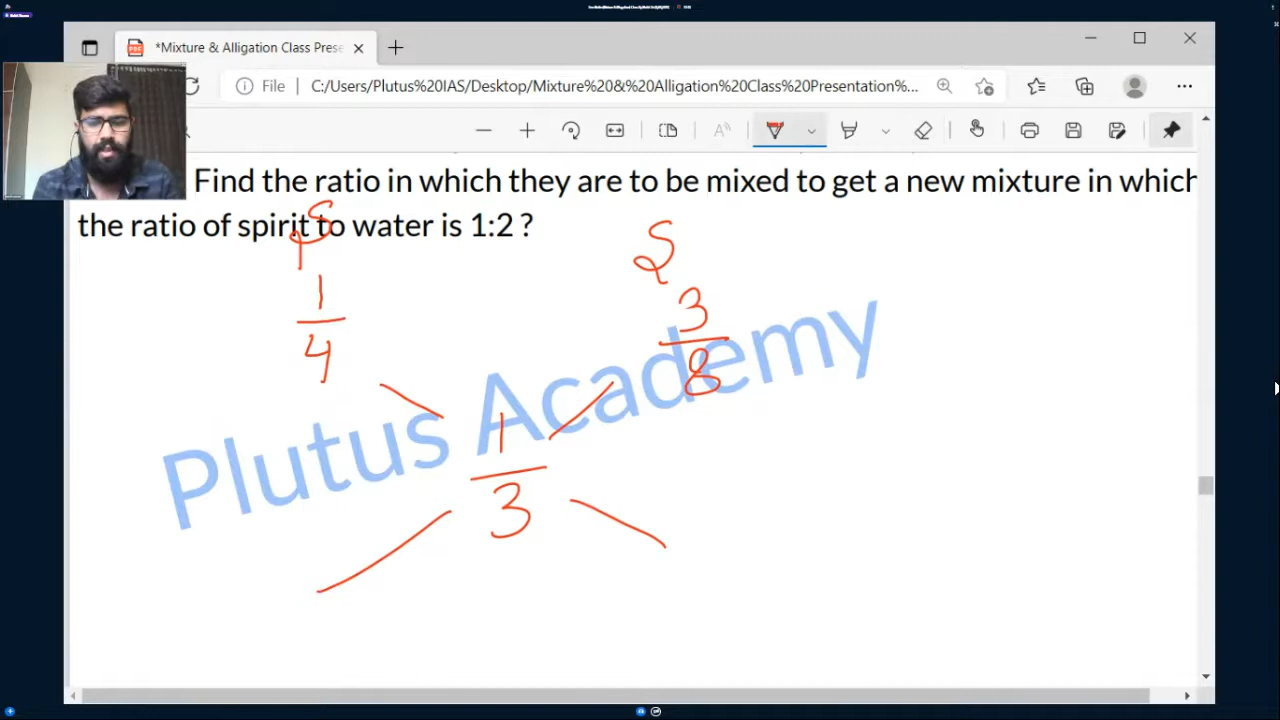 *Mixture & Alligation Class Prese
File C:/Users/Plutus%20IAS/Desktop/Mixture%20&%20Alligation%20Class%20Presentation%...
Find the ratio in which they are to be mixed to get a new mixture in which
the ratio of spirit to water is 1:2 ?
S S
1
4
3
8
1
3
Plutus Academy